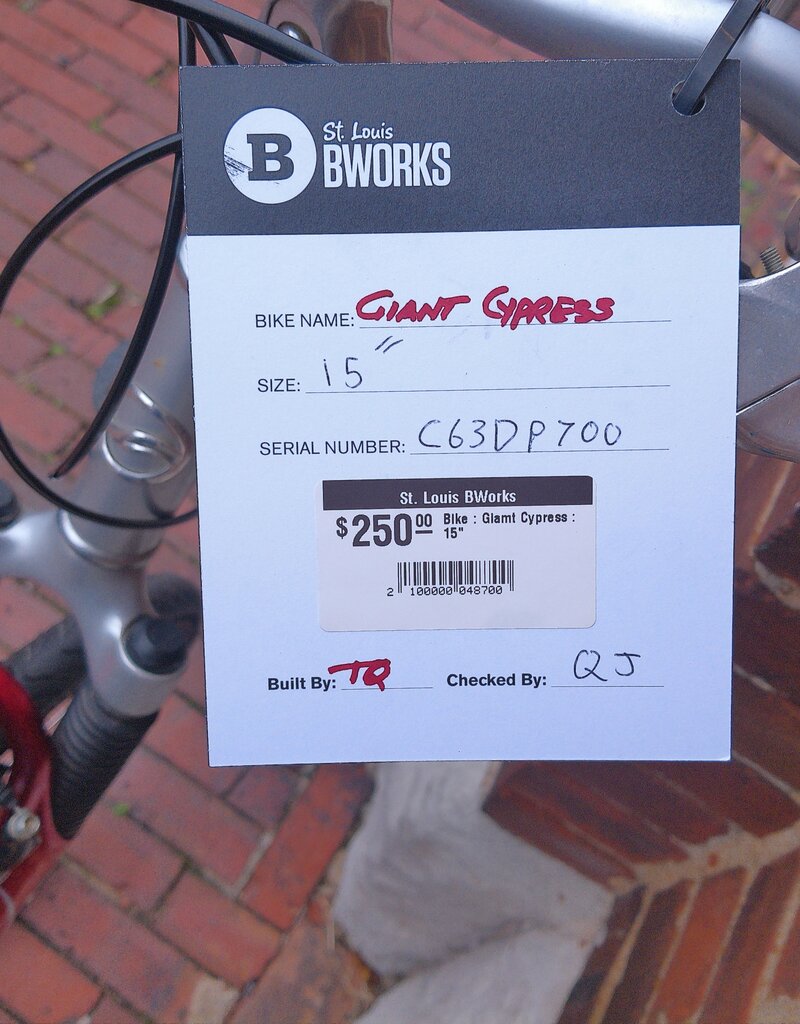 B St. Louis
BWORKS
BIKE NAME: GIANT CYPRESS
SIZE: 15"
SERIAL NUMBER: C63DP700
St. Louis BWorks
$250.00 Bike : Giamt Cypress :
15"
2 100000 048700
Built By: TQ Checked By: QJ